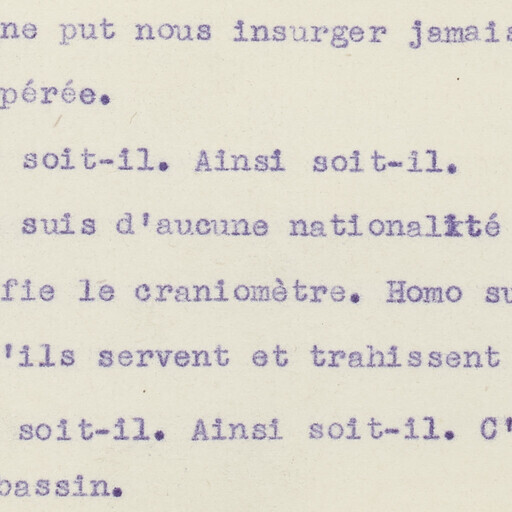 ne put nous insurger jamais
pérée.
soit-il. Ainsi soit-il.
suis d'aucune nationalité
fie le craniomètre. Homo su
'ils servent et trahissent
soit-il. Ainsi soit-il. C'
bassin.